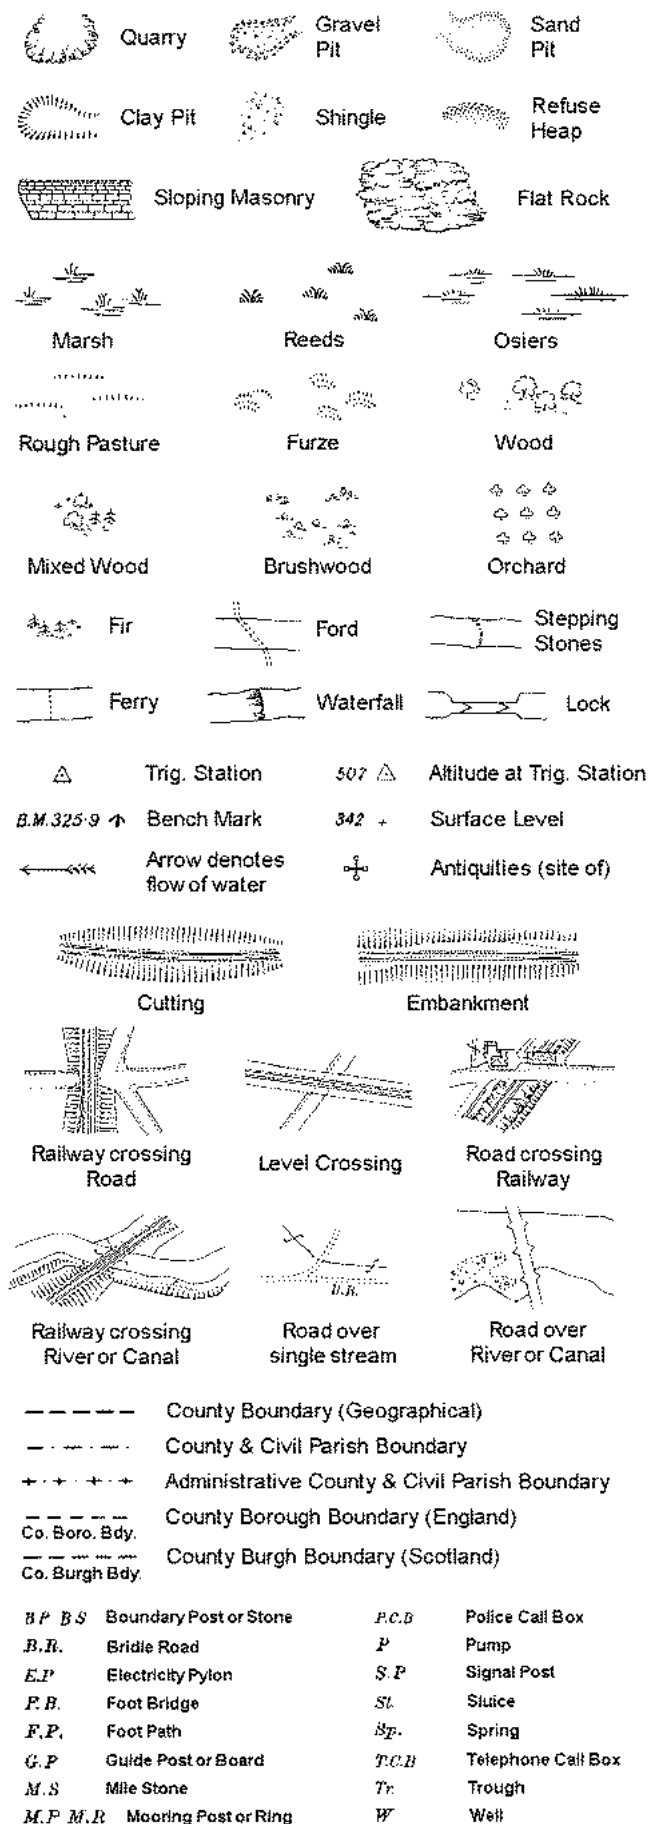 Quarry
Gravel
Pit
Sand
Pit
Clay Pit
Shingle
Refuse
Heap
Sloping Masonry
Flat Rock
Marsh
Reeds
Osiers
Rough Pasture
Furze
Wood
Mixed Wood
Brushwood
Orchard
Fir
Ford
Stepping
Stones
Ferry
Waterfall
Lock
Trig. Station
507 Altitude at Trig. Station
B.M.325·9 Bench Mark
342 + Surface Level
Arrow denotes
flow of water
Antiquities (site of)
Cutting
Embankment
Railway crossing
Road
Level Crossing
Road crossing
Railway
B.R.
Railway crossing
River or Canal
Road over
single stream
Road over
River or Canal
County Boundary (Geographical)
County & Civil Parish Boundary
Administrative County & Civil Parish Boundary
County Borough Boundary (England)
Co. Boro. Bdy.
County Burgh Boundary (Scotland)
Co. Burgh Bdy.
B P B S Boundary Post or Stone
B.R. Bridle Road
E.P Electricity Pylon
F.B. Foot Bridge
F.P. Foot Path
G.P Guide Post or Board
M.S Mile Stone
M.P M.R Mooring Post or Ring
P.C.B Police Call Box
P Pump
S.P Signal Post
Sl. Sluice
Sp. Spring
T.C.B Telephone Call Box
Tr. Trough
W Well